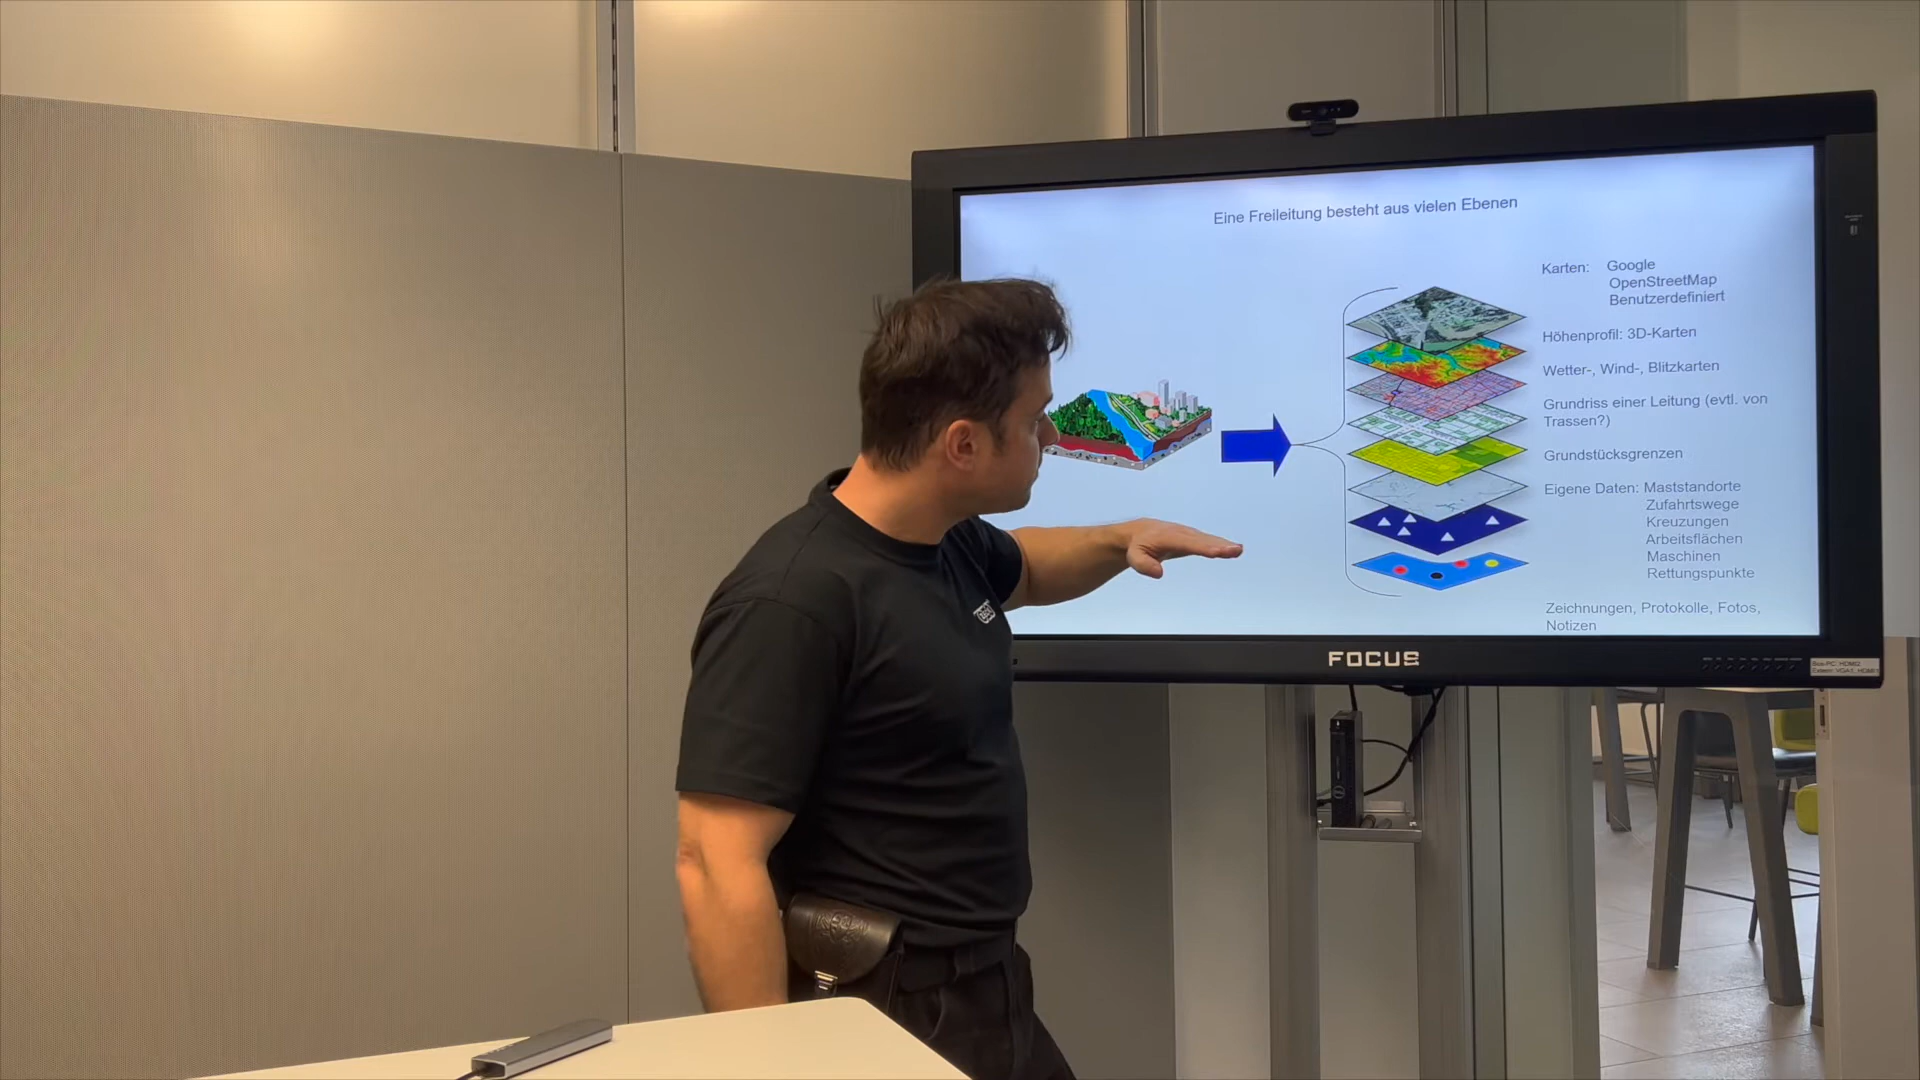 Eine Freileitung besteht aus vielen Ebenen
Karten: Google
OpenStreetMap
Benutzerdefiniert
Höhenprofil: 3D-Karten
Wetter-, Wind-, Blitzkarten
Grundriss einer Leitung (evtl. von
Trassen?)
Grundstücksgrenzen
Eigene Daten: Maststandorte
Zufahrtswege
Kreuzungen
Arbeitsflächen
Maschinen
Rettungspunkte
Zeichnungen, Protokolle, Fotos,
Notizen
FOCUS